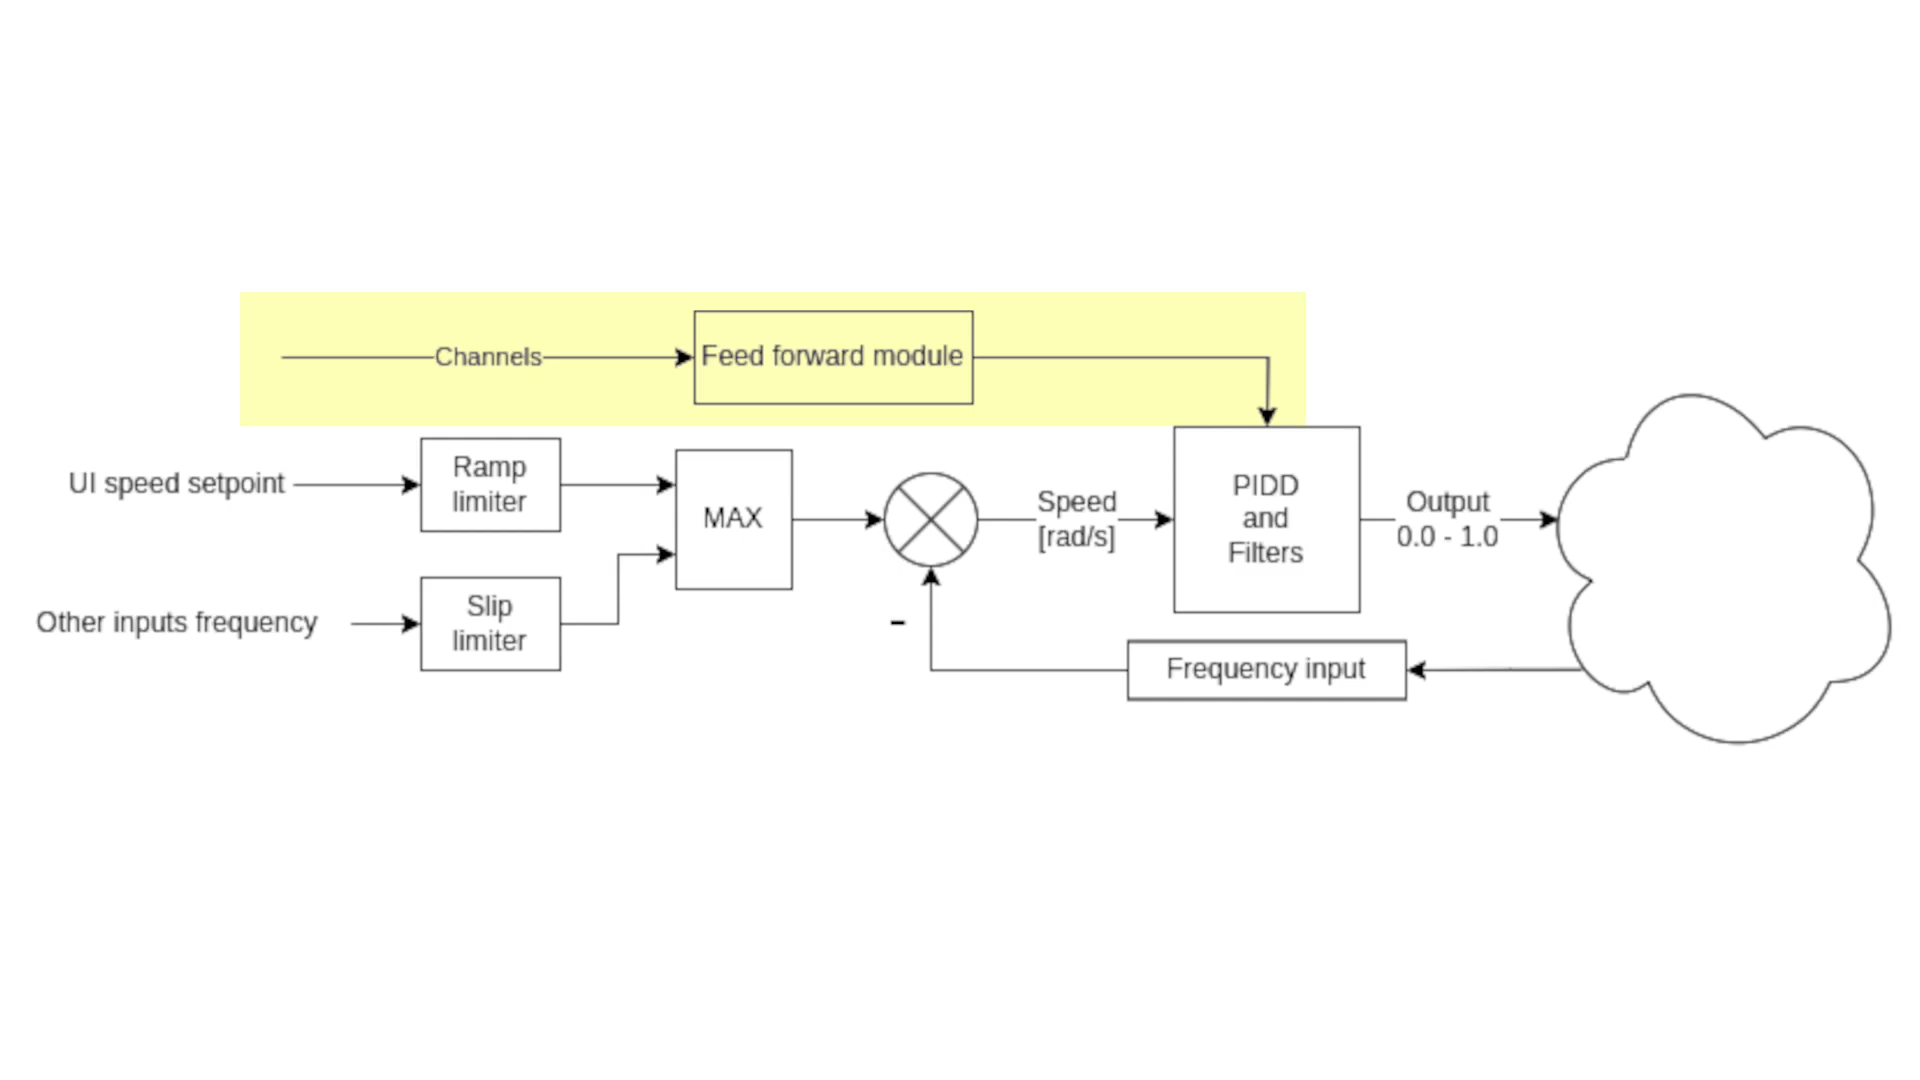 Channels
Feed forward module
UI speed setpoint
Ramp
limiter
MAX
Speed
[rad/s]
PIDD
and
Filters
Output
0.0 - 1.0
Other inputs frequency
Slip
limiter
-
Frequency input